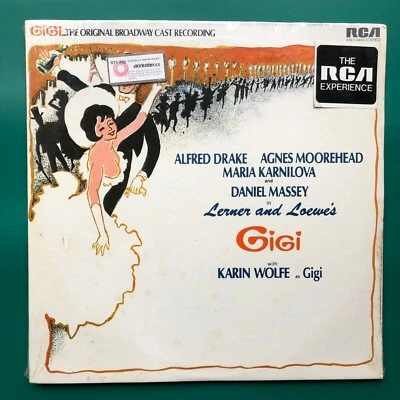 GiGi...THE ORIGINAL BROADWAY CAST RECORDING
RCA
THE
RCA
EXPERIENCE
ALFRED DRAKE AGNES MOOREHEAD
MARIA KARNILOVA
and
DANIEL MASSEY
in
Lerner and Loewe's
GiGi
with
KARIN WOLFE as Gigi